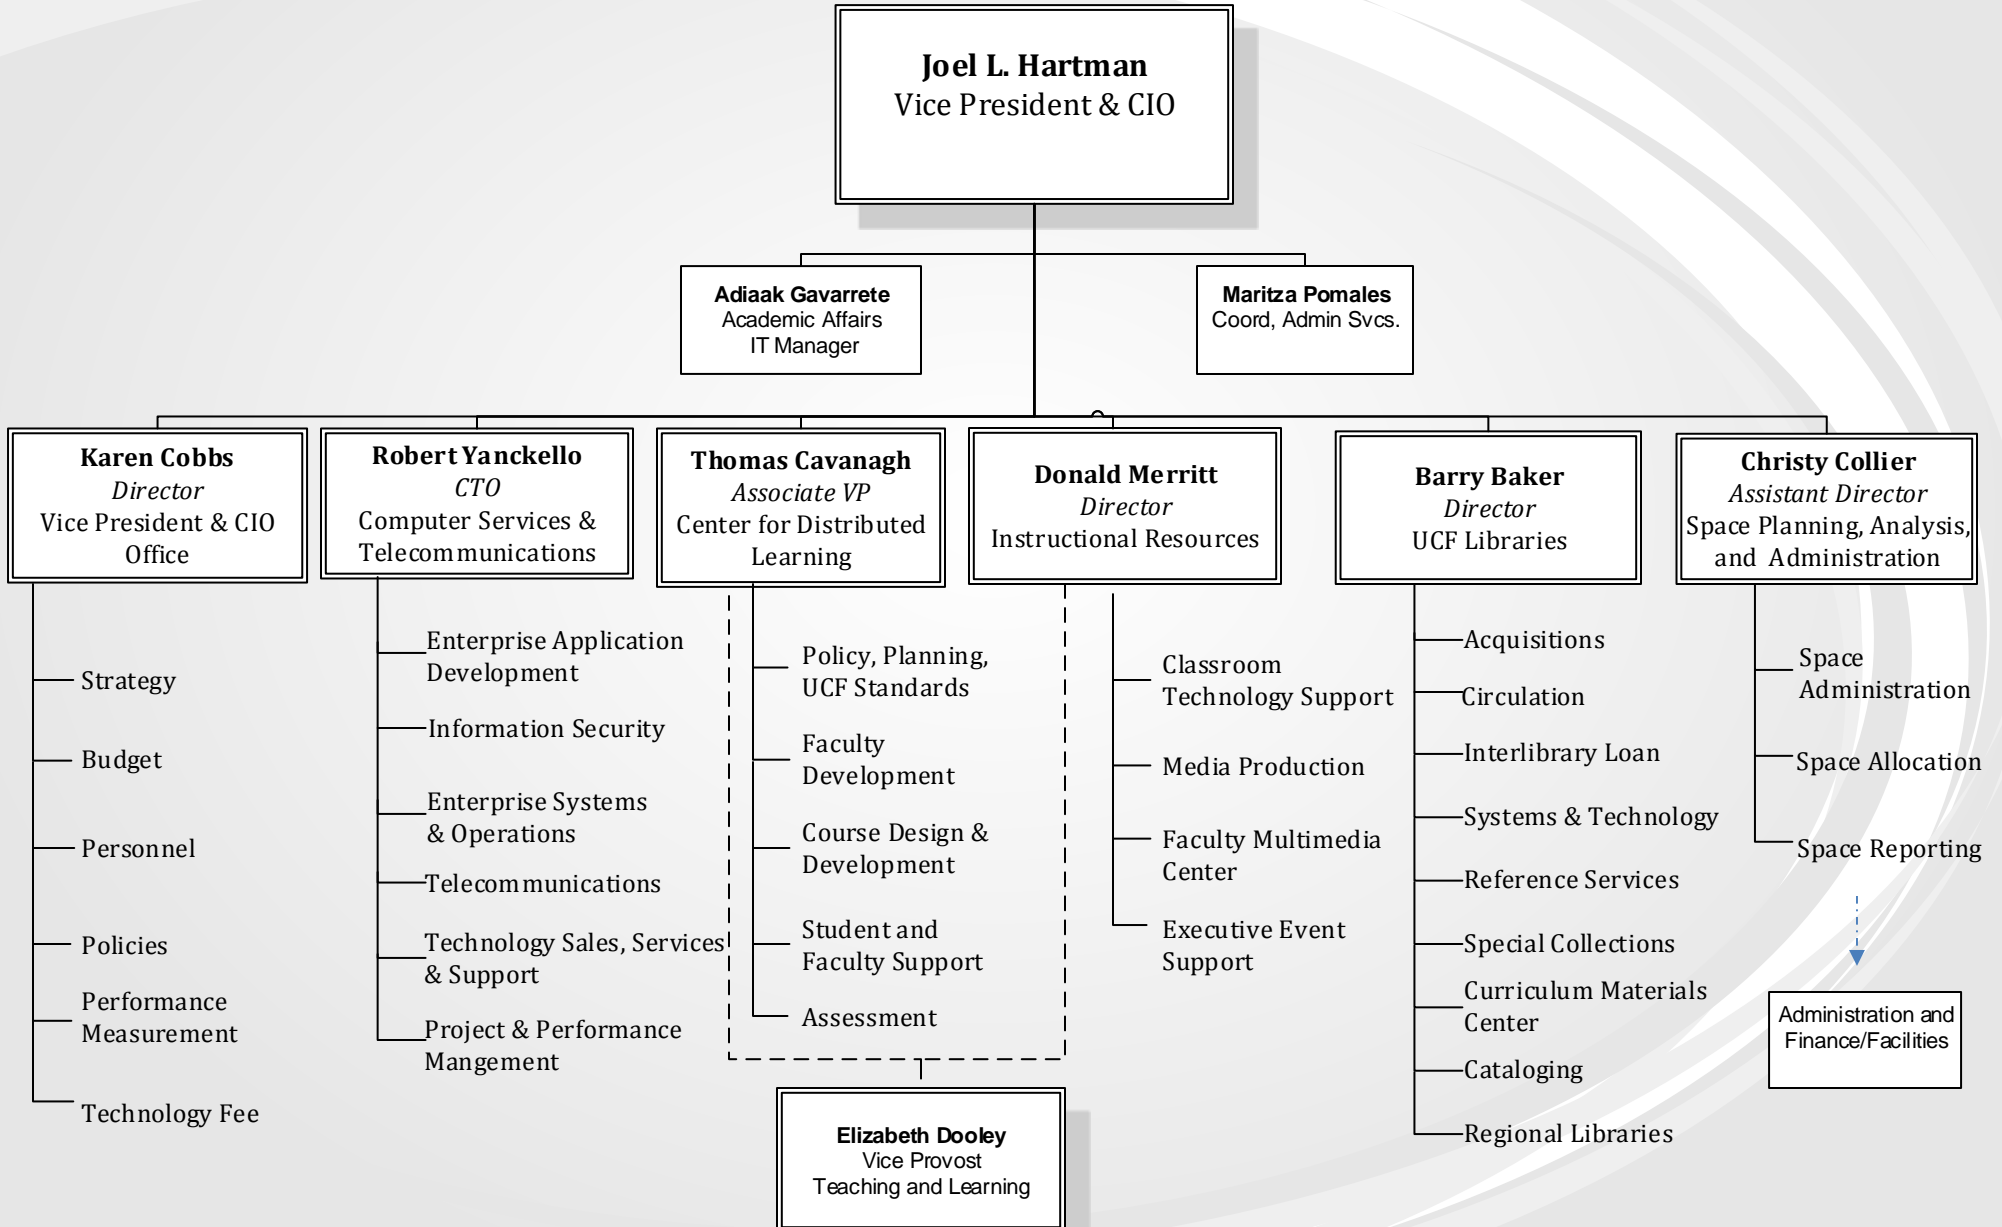 Joel L. Hartman
Vice President & CIO
Adiaak Gavarrete
Academic Affairs
IT Manager
Maritza Pomales
Coord, Admin Svcs.
Karen Cobbs
Director
Vice President & CIO
Office
Robert Yanckello
CTO
Computer Services &
Telecommunications
Thomas Cavanagh
Associate VP
Center for Distributed
Learning
Donald Merritt
Director
Instructional Resources
Barry Baker
Director
UCF Libraries
Christy Collier
Assistant Director
Space Planning, Analysis,
and Administration
Strategy
Budget
Personnel
Policies
Performance
Measurement
Technology Fee
Enterprise Application
Development
Information Security
Enterprise Systems
& Operations
Telecommunications
Technology Sales, Services
& Support
Project & Performance
Mangement
Policy, Planning,
UCF Standards
Faculty
Development
Course Design &
Development
Student and
Faculty Support
Assessment
Classroom
Technology Support
Media Production
Faculty Multimedia
Center
Executive Event
Support
Acquisitions
Circulation
Interlibrary Loan
Systems & Technology
Reference Services
Special Collections
Curriculum Materials
Center
Cataloging
Regional Libraries
Space
Administration
Space Allocation
Space Reporting
Administration and
Finance/Facilities
Elizabeth Dooley
Vice Provost
Teaching and Learning